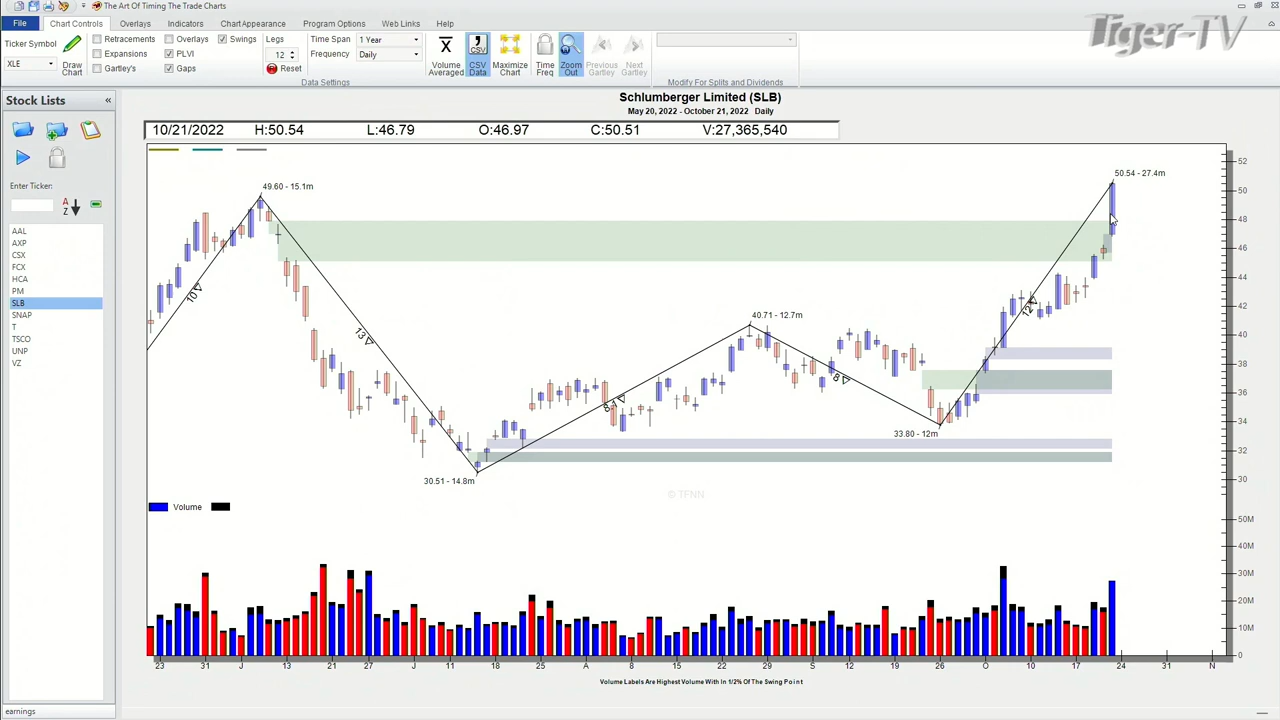 The Art Of Timing The Trade Charts
File Chart Controls Overlays Indicators Chart Appearance Program Options Web Links Help
Tiger-TV
Ticker Symbol
XLE
Draw Chart
Retracements Overlays Swings
Expansions PLVI
Gartley's Gaps
Legs
12
Reset
Time Span 1 Year
Frequency Daily
Data Settings
Volume Averaged
CSV Data
Maximize Chart
Time Freq
Zoom Out
Previous Gartley
Next Gartley
Modify For Splits and Dividends
Stock Lists «
Enter Ticker:
A Z
AAL
AXP
CSX
FCX
HCA
PM
SLB
SNAP
T
TSCO
UNP
VZ
earnings
Schlumberger Limited (SLB)
May 20, 2022 - October 21, 2022 Daily
10/21/2022 H:50.54 L:46.79 O:46.97 C:50.51 V:27,365,540
50.54 - 27.4m
49.60 - 15.1m
40.71 - 12.7m
33.80 - 12m
30.51 - 14.8m
10
13
8
12
52
50
48
46
44
42
40
38
36
34
32
30
© TFNN
Volume
50M
40M
30M
20M
10M
0
23 31 J 13 21 27 J 11 18 25 A 8 15 22 29 S 12 19 26 O 10 17 24 31 N
Volume Labels Are Highest Volume With In 1/2% Of The Swing Point